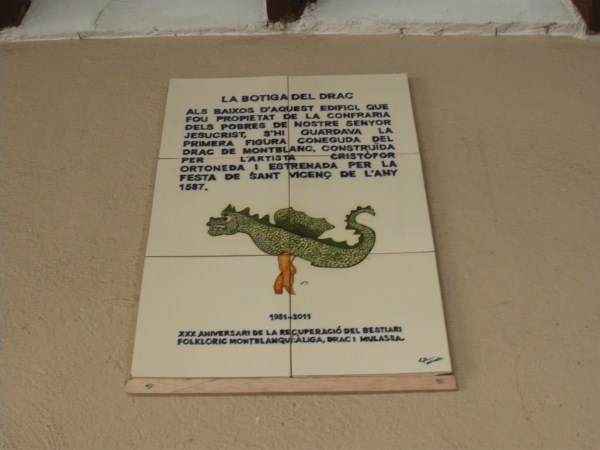 LA BOTIGA DEL DRAC
ALS BAIXOS D'AQUEST EDIFICI, QUE
FOU PROPIETAT DE LA CONFRARIA
DELS POBRES DE NOSTRE SENYOR
JESUCRIST, S'HI GUARDAVA LA
PRIMERA FIGURA CONEGUDA DEL
DRAC DE MONTBLANC, CONSTRUÏDA
PER L'ARTISTA CRISTÒFOR
ORTONEDA I ESTRENADA PER LA
FESTA DE SANT VICENÇ DE L'ANY
1587.
1981-2011
XXX ANIVERSARI DE LA RECUPERACIÓ DEL BESTIARI
FOLKLÒRIC MONTBLANQUÍ:ÀLIGA, DRAC I MULASSA.